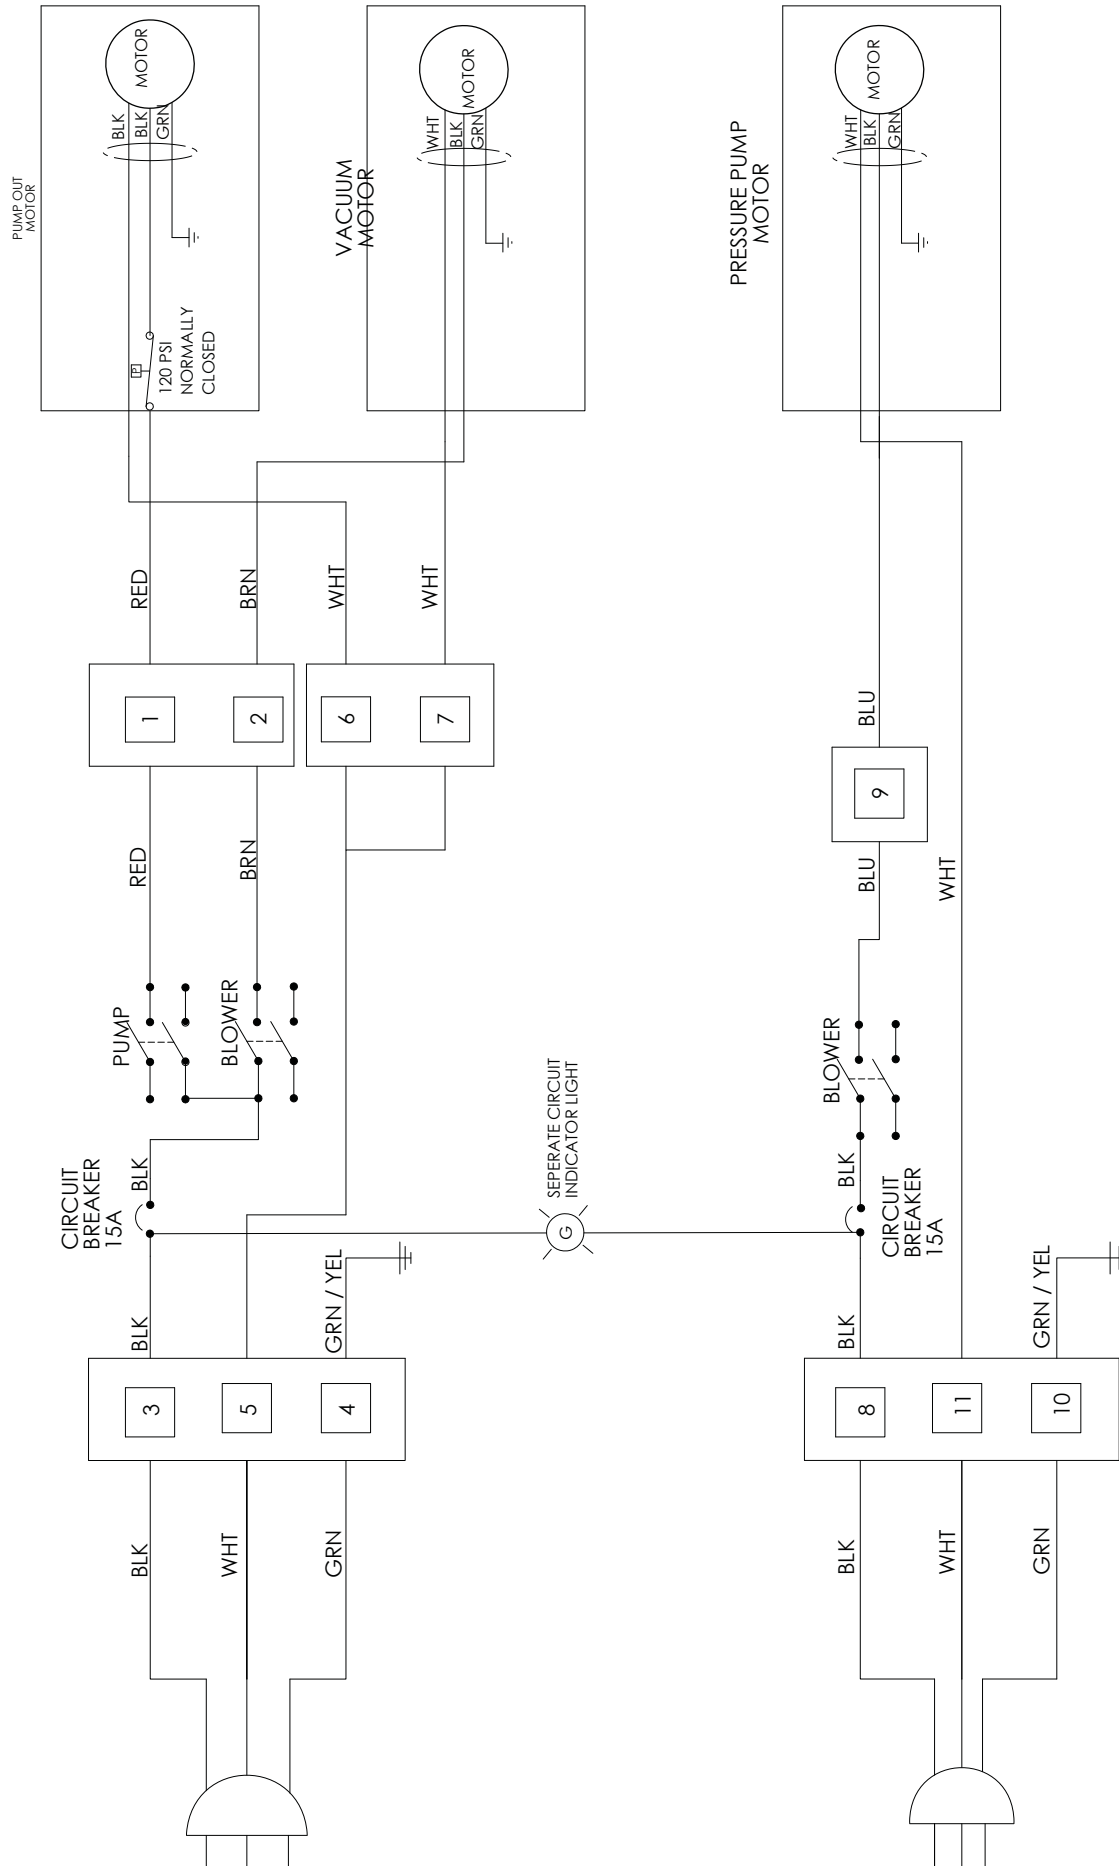 PUMP OUT
MOTOR
MOTOR
BLK
BLK
GRN
P
120 PSI
NORMALLY
CLOSED
VACUUM
MOTOR
MOTOR
WHT
BLK
GRN
PRESSURE PUMP
MOTOR
MOTOR
WHT
BLK
GRN
RED
BRN
WHT
WHT
1
2
6
7
BLU
9
BLU
WHT
RED
BRN
PUMP
BLOWER
BLOWER
SEPERATE CIRCUIT
INDICATOR LIGHT
G
CIRCUIT
BREAKER
15A
BLK
BLK
CIRCUIT
BREAKER
15A
BLK
GRN / YEL
BLK
GRN / YEL
3
5
4
8
11
10
BLK
WHT
GRN
BLK
WHT
GRN